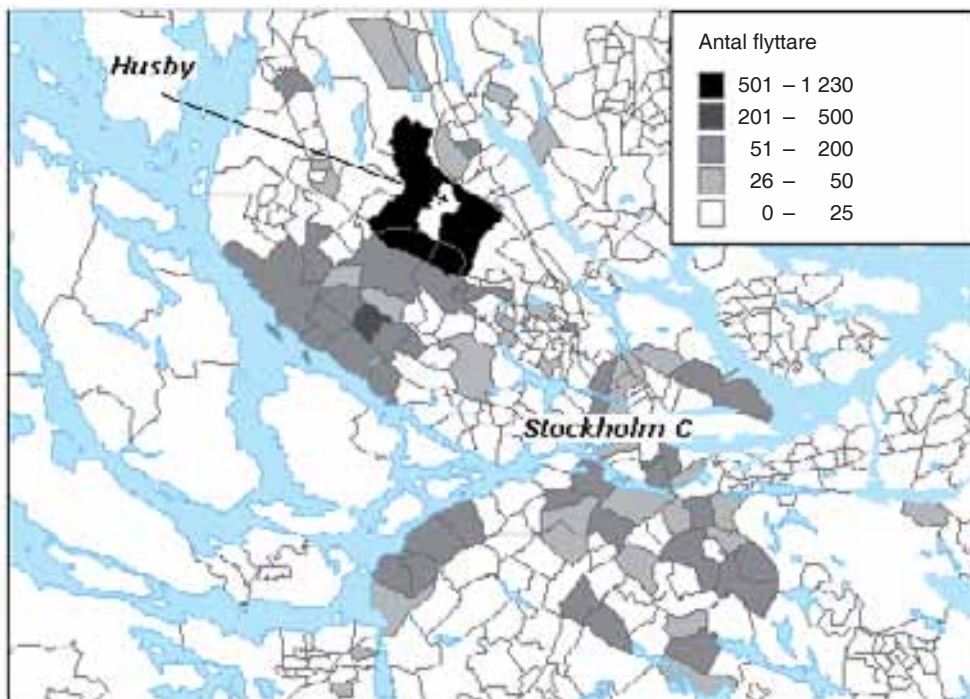 Husby
Stockholm C
Antal flyttare
501 – 1 230
201 – 500
51 – 200
26 – 50
0 – 25